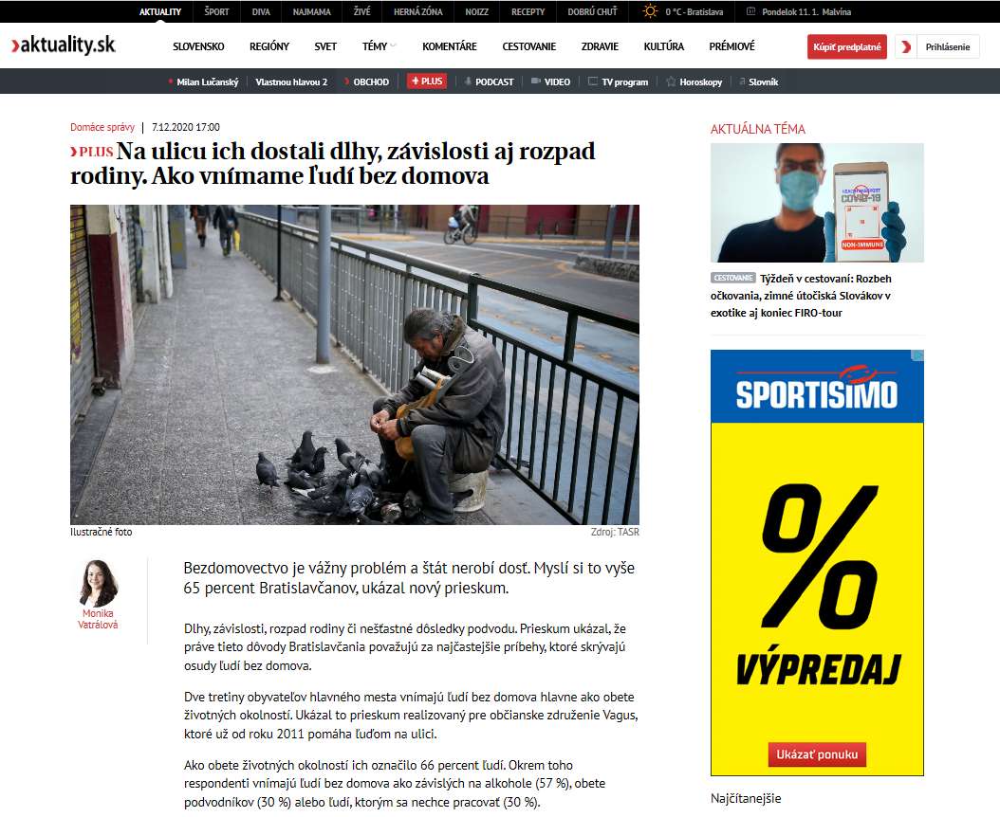 AKTUALITY ŠPORT DIVA NAJMAMA ŽIVÉ HERNÁ ZÓNA NOIZZ RECEPTY DOBRÚ CHUŤ 0 °C - Bratislava Pondelok 11. 1. Malvína
aktuality.sk SLOVENSKO REGIÓNY SVET TÉMY KOMENTÁRE CESTOVANIE ZDRAVIE KULTÚRA PRÉMIOVÉ Kúpiť predplatné Prihlásenie
Milan Lučanský Vlastnou hlavou 2 OBCHOD + PLUS PODCAST VIDEO TV program Horoskopy a Slovník
Domáce správy | 7.12.2020 17:00
PLUS Na ulicu ich dostali dlhy, závislosti aj rozpad
rodiny. Ako vnímame ľudí bez domova
Ilustračné foto Zdroj: TASR
Monika
Vatrálová
Bezdomovectvo je vážny problém a štát nerobí dosť. Myslí si to vyše
65 percent Bratislavčanov, ukázal nový prieskum.
Dlhy, závislosti, rozpad rodiny či nešťastné dôsledky podvodu. Prieskum ukázal, že
práve tieto dôvody Bratislavčania považujú za najčastejšie príbehy, ktoré skrývajú
osudy ľudí bez domova.
Dve tretiny obyvateľov hlavného mesta vnímajú ľudí bez domova hlavne ako obete
životných okolností. Ukázal to prieskum realizovaný pre občianske združenie Vagus,
ktoré už od roku 2011 pomáha ľuďom na ulici.
Ako obete životných okolností ich označilo 66 percent ľudí. Okrem toho
respondenti vnímajú ľudí bez domova ako závislých na alkohole (57 %), obete
podvodníkov (30 %) alebo ľudí, ktorým sa nechce pracovať (30 %).
AKTUÁLNA TÉMA
COVID-19
NON-IMMUNE
CESTOVANIE Týždeň v cestovaní: Rozbeh
očkovania, zimné útočiská Slovákov v
exotike aj koniec FIRO-tour
SPORTISIMO
%
VÝPREDAJ
Ukázať ponuku
Najčítanejšie